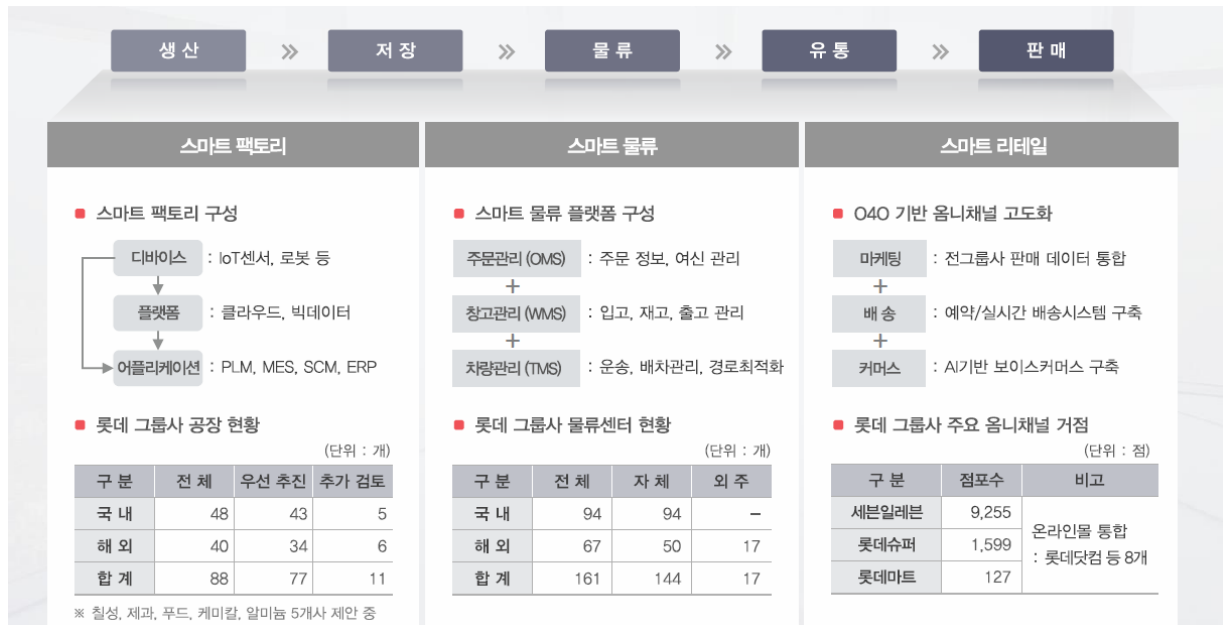 생 산 » 저 장 » 물 류 » 유 통 » 판 매
스마트 팩토리
■ 스마트 팩토리 구성
디바이스 : IoT센서, 로봇 등
플랫폼 : 클라우드, 빅데이터
어플리케이션 : PLM, MES, SCM, ERP
■ 롯데 그룹사 공장 현황
(단위 : 개)
구 분 전 체 우선 추진 추가 검토
국 내 48 43 5
해 외 40 34 6
합 계 88 77 11
※ 칠성, 제과, 푸드, 케미칼, 알미늄 5개사 제안 중
스마트 물류
■ 스마트 물류 플랫폼 구성
주문관리 (OMS) : 주문 정보, 여신 관리
+
창고관리 (WMS) : 입고, 재고, 출고 관리
+
차량관리 (TMS) : 운송, 배차관리, 경로최적화
■ 롯데 그룹사 물류센터 현황
(단위 : 개)
구 분 전 체 자 체 외 주
국 내 94 94 –
해 외 67 50 17
합 계 161 144 17
스마트 리테일
■ O4O 기반 옴니채널 고도화
마케팅 : 전그룹사 판매 데이터 통합
+
배 송 : 예약/실시간 배송시스템 구축
+
커머스 : AI기반 보이스커머스 구축
■ 롯데 그룹사 주요 옴니채널 거점
(단위 : 점)
구 분 점포수 비고
세븐일레븐 9,255
롯데슈퍼 1,599
롯데마트 127
온라인몰 통합
: 롯데닷컴 등 8개